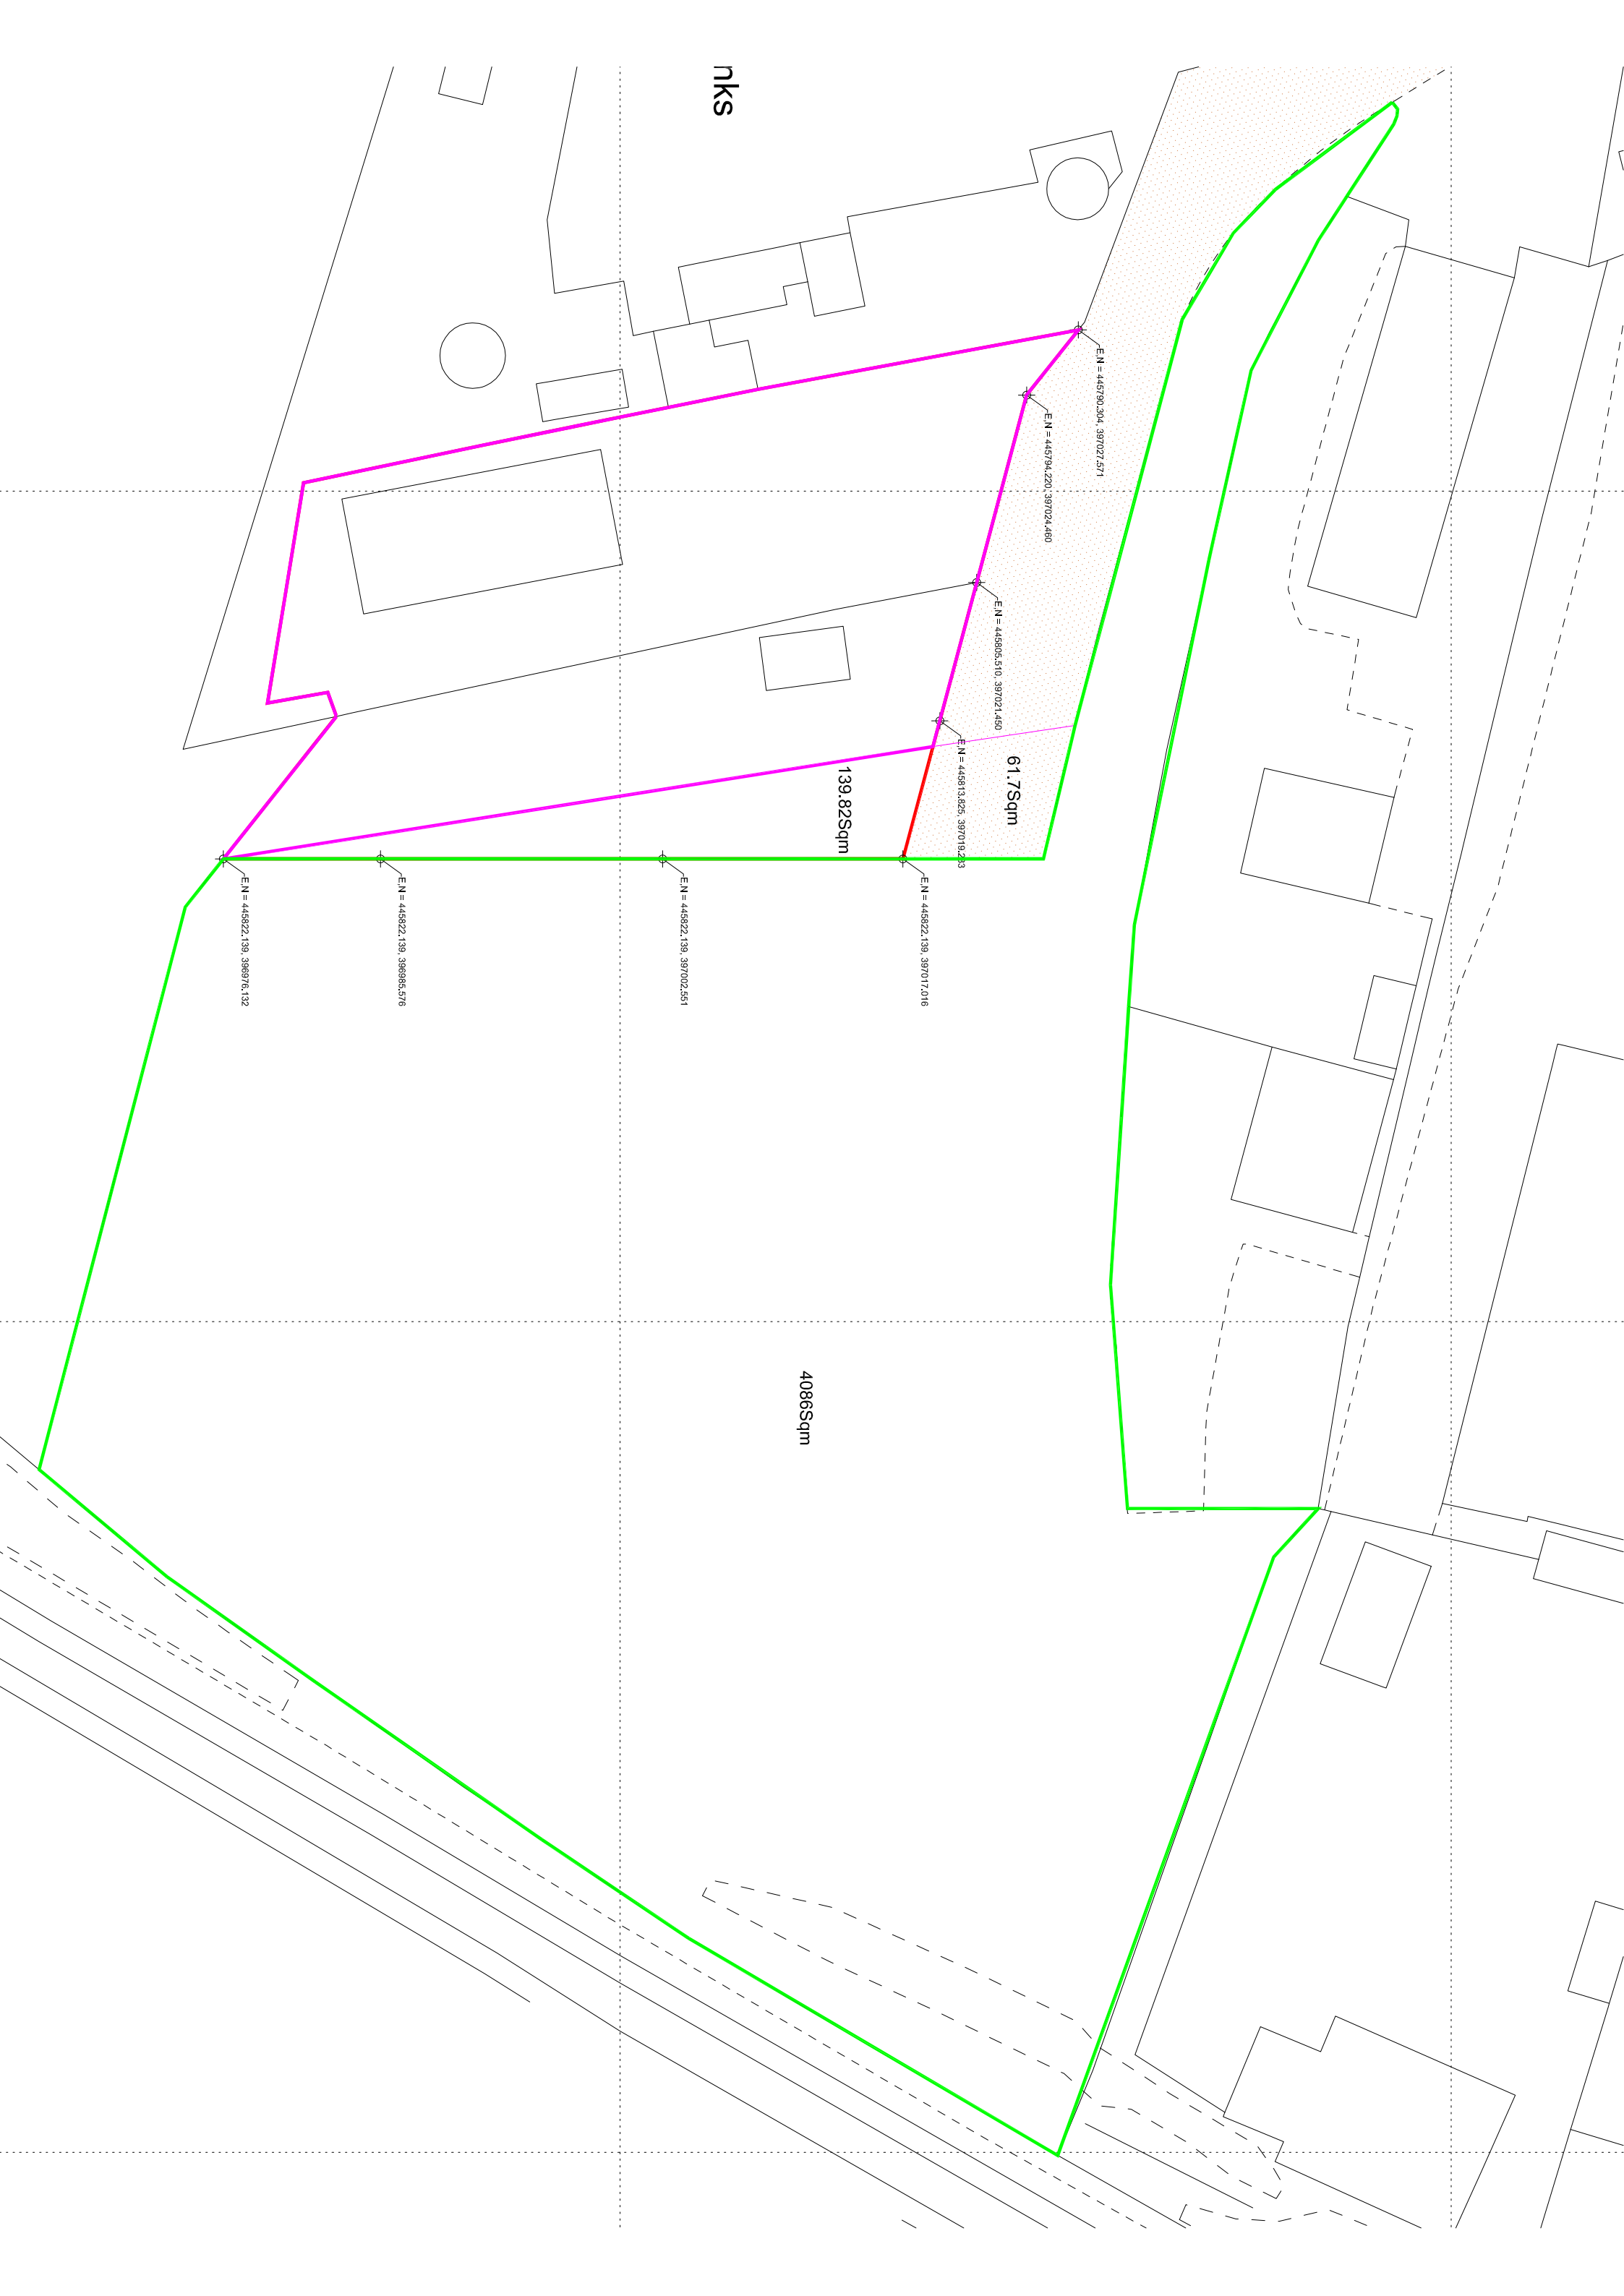 nks
E,N = 445790.304, 397027.571
E,N = 445794.220, 397024.460
E,N = 445805.510, 397021.450
E,N = 445813.825, 397019.233
61.7Sqm
139.82Sqm
E,N = 445822.139, 397017.016
E,N = 445822.139, 397002.551
E,N = 445822.139, 396985.576
E,N = 445822.139, 396976.132
4086Sqm